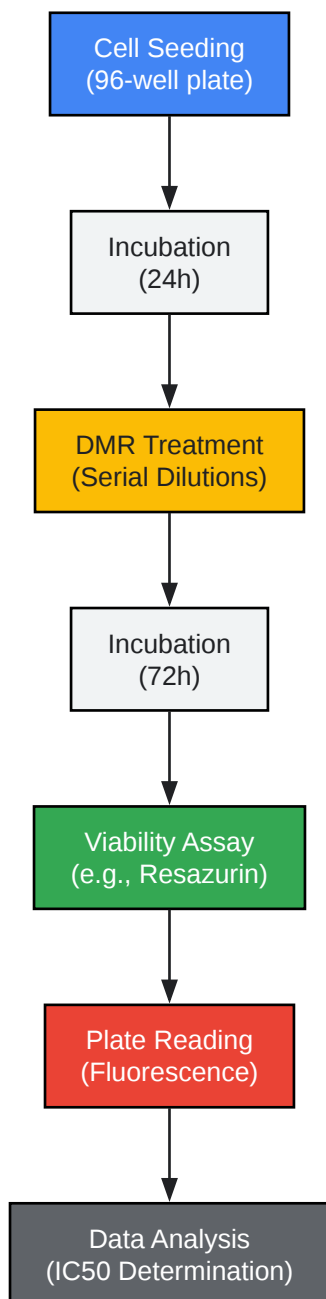 Cell Seeding
(96-well plate)
Incubation
(24h)
DMR Treatment
(Serial Dilutions)
Incubation
(72h)
Viability Assay
(e.g., Resazurin)
Plate Reading
(Fluorescence)
Data Analysis
(IC50 Determination)